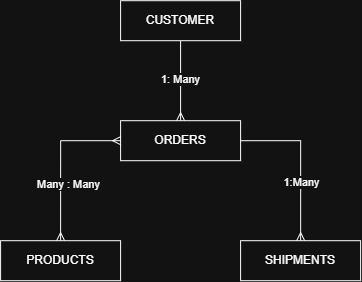 CUSTOMER
1: Many
ORDERS
Many : Many
1:Many
PRODUCTS
SHIPMENTS